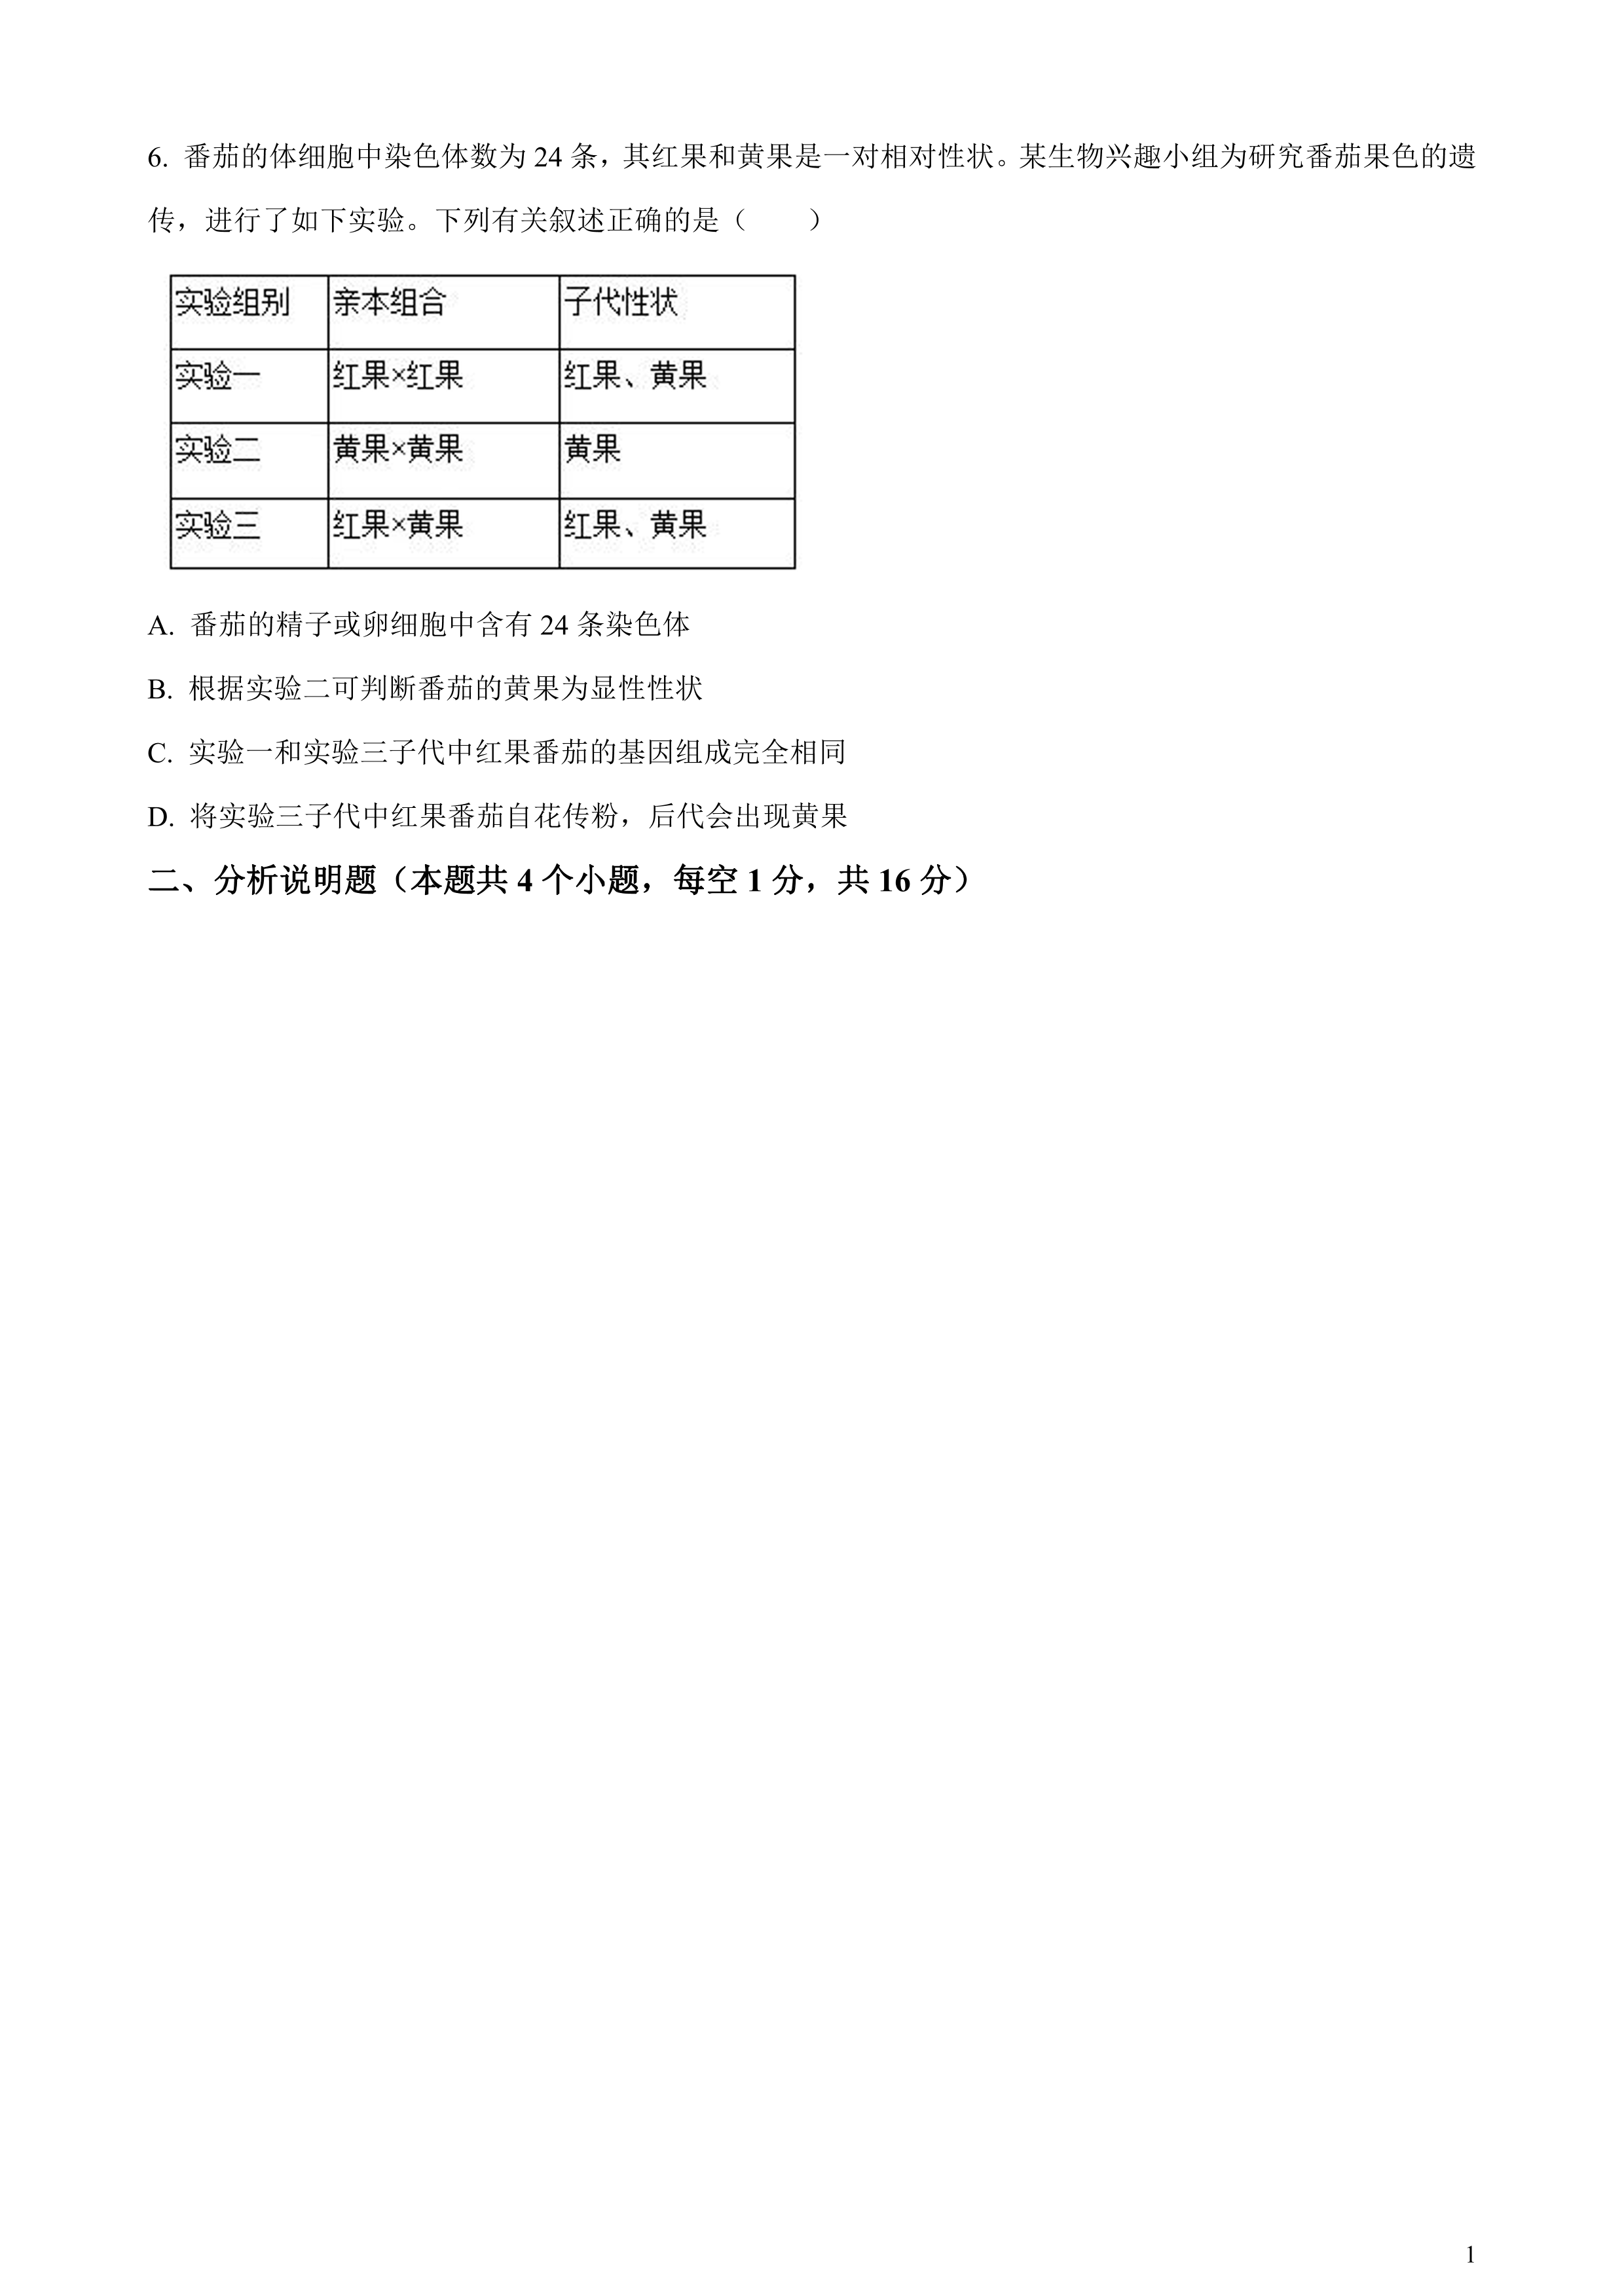 6. 番茄的体细胞中染色体数为 24 条，其红果和黄果是一对相对性状。某生物兴趣小组为研究番茄果色的遗
传，进行了如下实验。下列有关叙述正确的是（　　）
实验组别 亲本组合 子代性状
实验一 红果×红果 红果、黄果
实验二 黄果×黄果 黄果
实验三 红果×黄果 红果、黄果
A. 番茄的精子或卵细胞中含有 24 条染色体
B. 根据实验二可判断番茄的黄果为显性性状
C. 实验一和实验三子代中红果番茄的基因组成完全相同
D. 将实验三子代中红果番茄自花传粉，后代会出现黄果
二、分析说明题（本题共 4 个小题，每空 1 分，共 16 分）
1